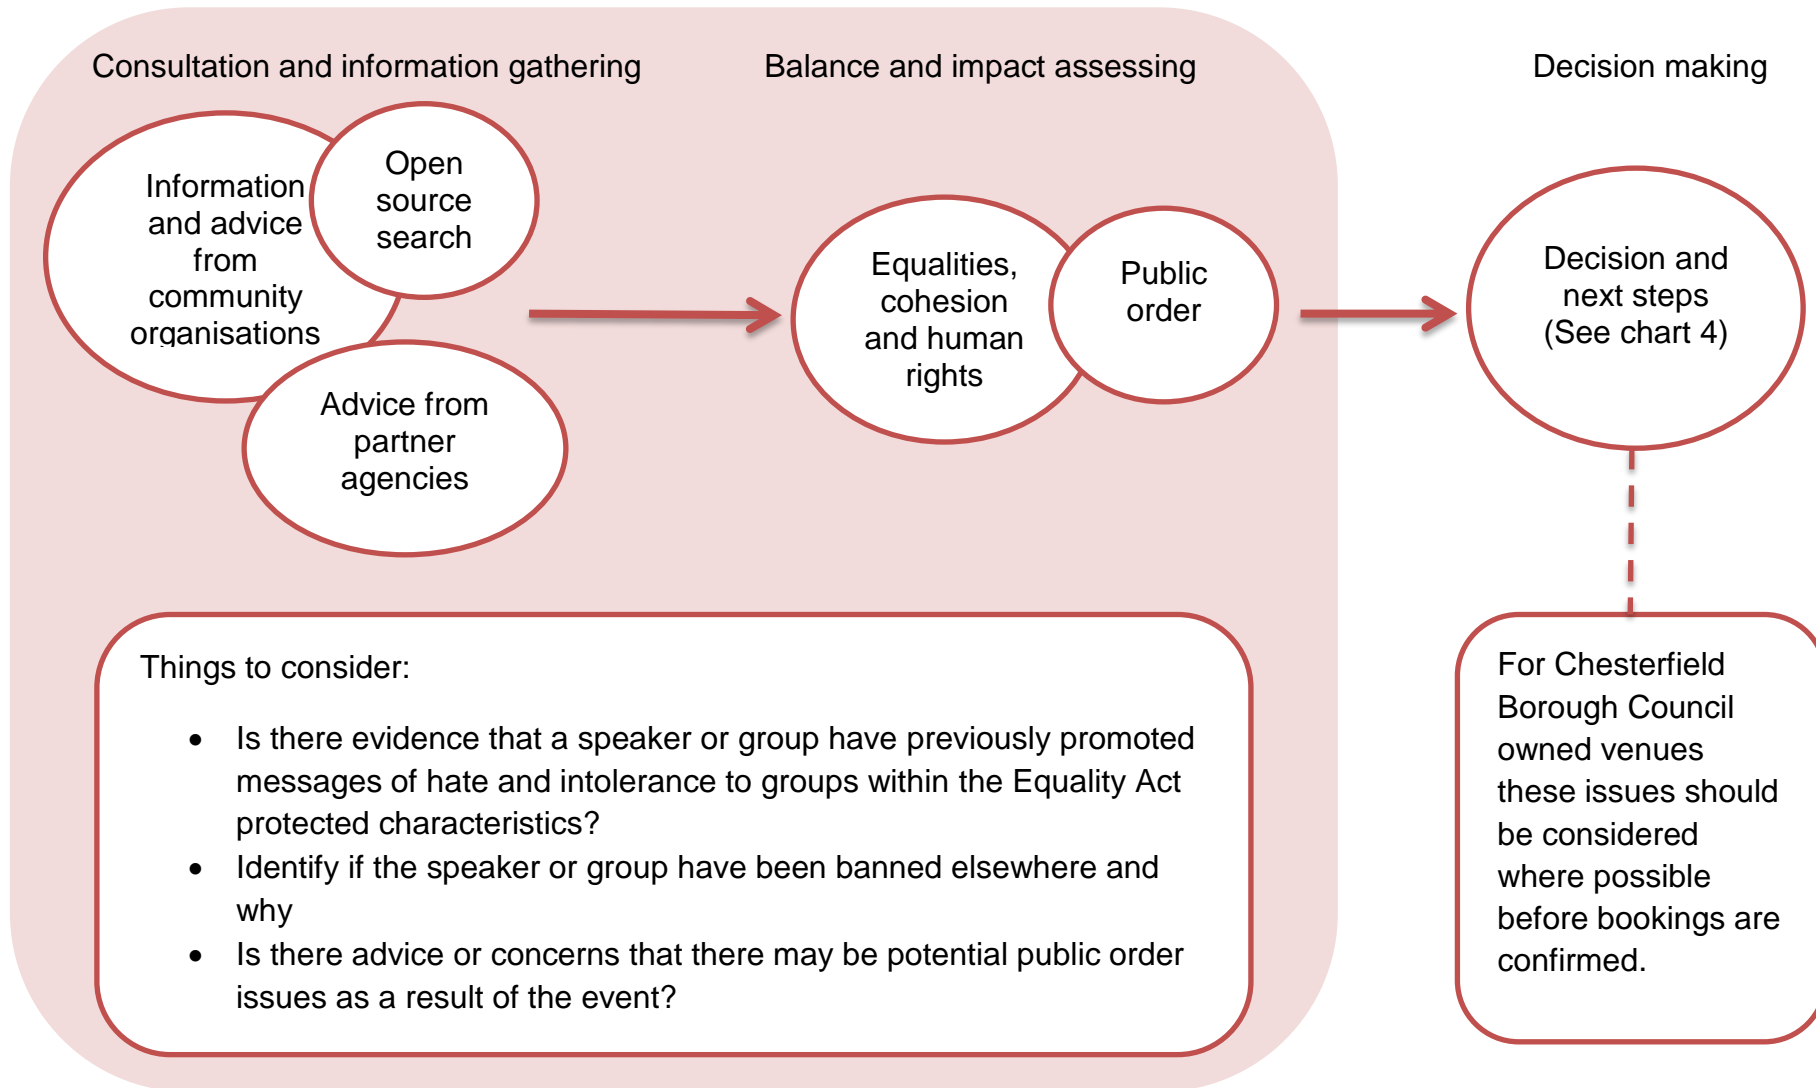 Consultation and information gathering
Balance and impact assessing
Decision making
Information
and advice
from
community
organisations
Open
source
search
Advice from
partner
agencies
Equalities,
cohesion
and human
rights
Public
order
Decision and
next steps
(See chart 4)
Things to consider:
• Is there evidence that a speaker or group have previously promoted
messages of hate and intolerance to groups within the Equality Act
protected characteristics?
• Identify if the speaker or group have been banned elsewhere and
why
• Is there advice or concerns that there may be potential public order
issues as a result of the event?
For Chesterfield
Borough Council
owned venues
these issues should
be considered
where possible
before bookings are
confirmed.